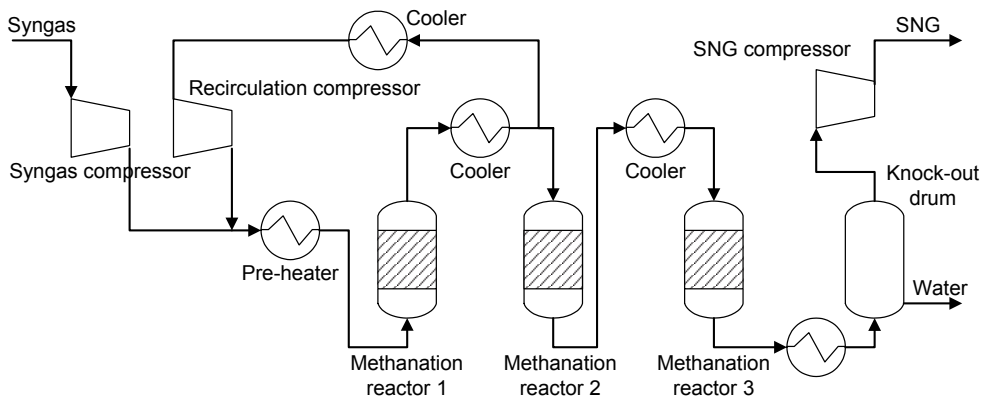 Syngas
Cooler
SNG
SNG compressor
Recirculation compressor
Syngas compressor
Cooler
Cooler
Knock-out
drum
Pre-heater
Water
Methanation
reactor 1
Methanation
reactor 2
Methanation
reactor 3